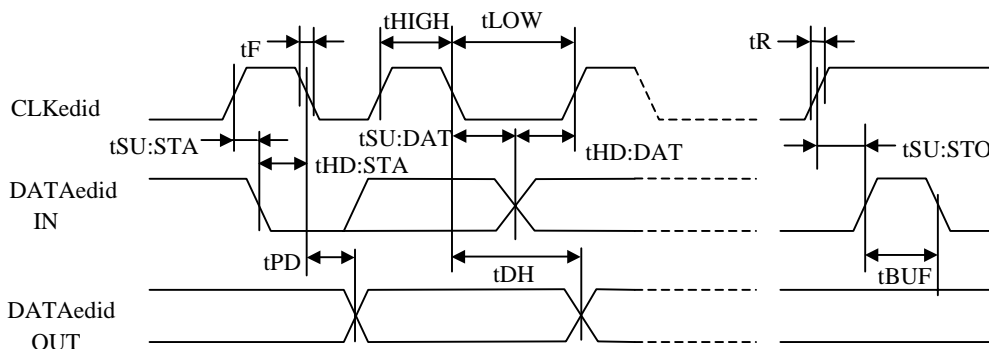 tHIGH
tLOW
tF
tR
CLKedid
tSU:STA
tSU:DAT
tHD:STA
tHD:DAT
tSU:STO
DATAedid
IN
tPD
tDH
tBUF
DATAedid
OUT